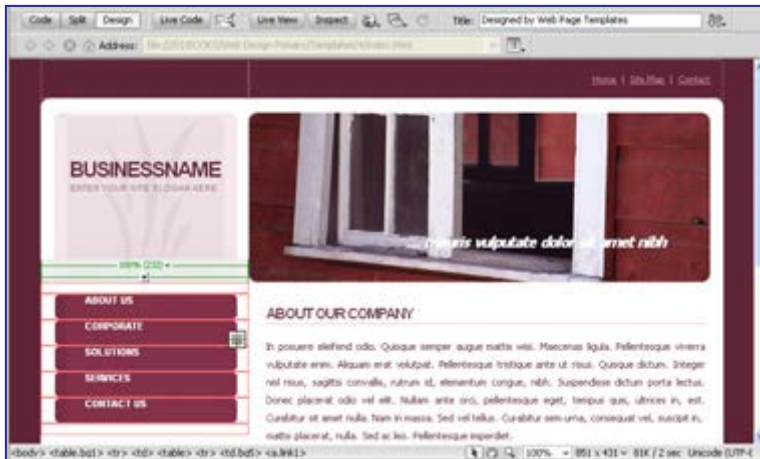 Code Split Design Live Code Live View Inspect Title: Designed by Web Page Templates
Address:
Home | Site Map | Contact
BUSINESSNAME
ENTER YOUR SITE SLOGAN HERE
... mauris vulputate dolor sit amet nibh
ABOUT US
CORPORATE
SOLUTIONS
SERVICES
CONTACT US
ABOUT OUR COMPANY
In posuere eleifend odio. Quisque semper augue mattis wisi. Maecenas ligula. Pellentesque viverra
vulputate enim. Aliquam erat volutpat. Pellentesque tristique ante ut risus. Quisque dictum. Integer
nisl risus, sagittis convallis, rutrum id, elementum congue, nibh. Suspendisse dictum porta lectus.
Donec placerat odio vel elit. Nullam ante orci, pellentesque eget, tempus quis, ultrices in, est.
Curabitur sit amet nulla. Nam in massa. Sed vel tellus. Curabitur sem urna, consequat vel, suscipit in,
mattis placerat, nulla. Sed ac leo. Pellentesque imperdiet.
<body> <table.bg1> <tr> <td> <table> <tr> <td.bg5> <a.link1> 100% 851 x 431 81K / 2 sec Unicode (UTF-